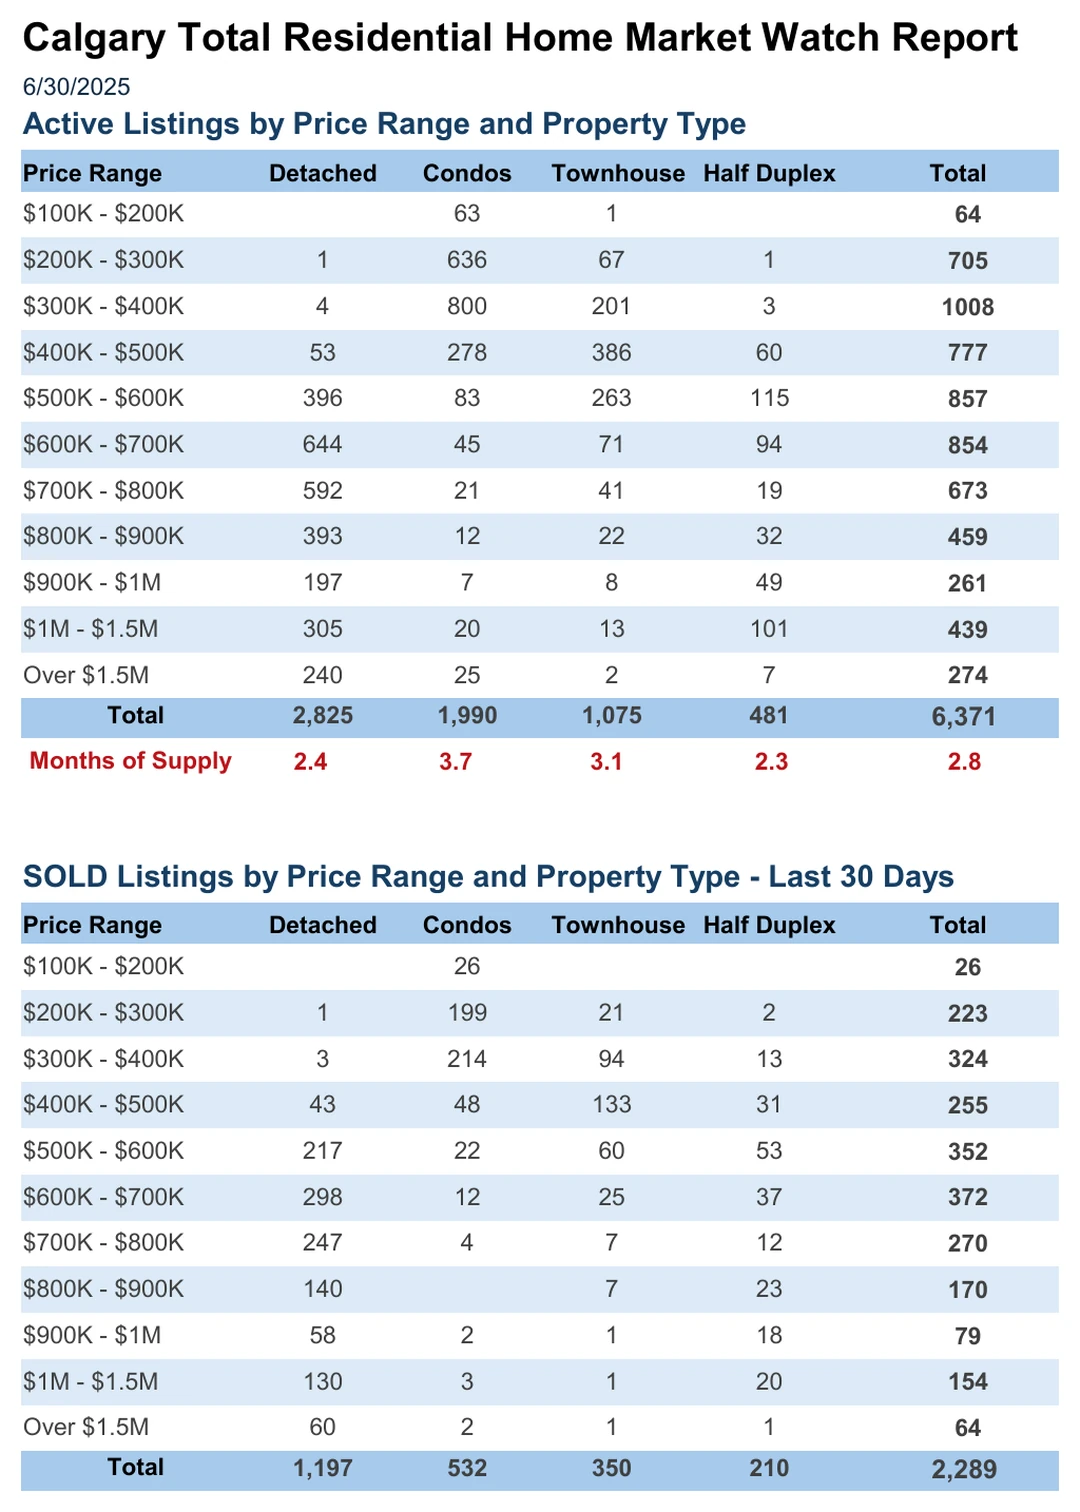 Calgary Total Residential Home Market Watch Report
6/30/2025
Active Listings by Price Range and Property Type
Price Range Detached Condos Townhouse Half Duplex Total
$100K - $200K 63 1 64
$200K - $300K 1 636 67 1 705
$300K - $400K 4 800 201 3 1008
$400K - $500K 53 278 386 60 777
$500K - $600K 396 83 263 115 857
$600K - $700K 644 45 71 94 854
$700K - $800K 592 21 41 19 673
$800K - $900K 393 12 22 32 459
$900K - $1M 197 7 8 49 261
$1M - $1.5M 305 20 13 101 439
Over $1.5M 240 25 2 7 274
Total 2,825 1,990 1,075 481 6,371
Months of Supply 2.4 3.7 3.1 2.3 2.8
SOLD Listings by Price Range and Property Type - Last 30 Days
Price Range Detached Condos Townhouse Half Duplex Total
$100K - $200K 26 26
$200K - $300K 1 199 21 2 223
$300K - $400K 3 214 94 13 324
$400K - $500K 43 48 133 31 255
$500K - $600K 217 22 60 53 352
$600K - $700K 298 12 25 37 372
$700K - $800K 247 4 7 12 270
$800K - $900K 140 7 23 170
$900K - $1M 58 2 1 18 79
$1M - $1.5M 130 3 1 20 154
Over $1.5M 60 2 1 1 64
Total 1,197 532 350 210 2,289